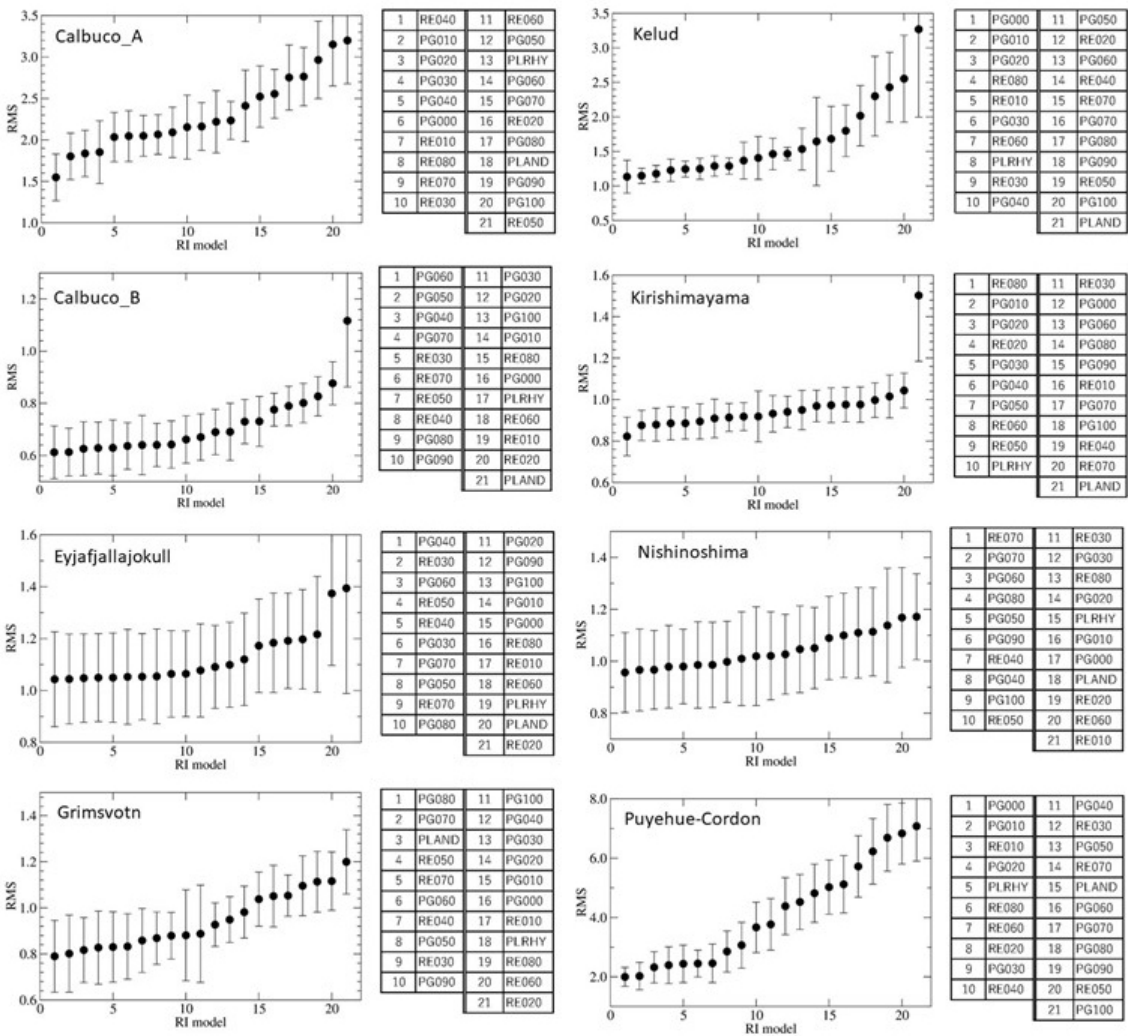 Calbuco_A
3.5
3.0
2.5
2.0
1.5
1.0
RMS
0 5 10 15 20
RI model
1 RE040 11 RE060
2 PG010 12 PG050
3 PG020 13 PLRHY
4 PG030 14 PG060
5 PG040 15 PG070
6 PG000 16 RE020
7 RE010 17 PG080
8 RE080 18 PLAND
9 RE070 19 PG090
10 RE030 20 PG100
21 RE050
Kelud
3.5
3.0
2.5
2.0
1.5
1.0
0.5
RMS
0 5 10 15 20
RI model
1 PG000 11 PG050
2 PG010 12 RE020
3 PG020 13 PG060
4 RE080 14 RE040
5 RE010 15 RE070
6 PG030 16 PG070
7 RE060 17 PG080
8 PLRHY 18 PG090
9 RE030 19 RE050
10 PG040 20 PG100
21 PLAND
Calbuco_B
1.2
1.0
0.8
0.6
RMS
0 5 10 15 20
RI model
1 PG060 11 PG030
2 PG050 12 PG020
3 PG040 13 PG100
4 PG070 14 PG010
5 RE030 15 RE080
6 RE070 16 PG000
7 RE050 17 PLRHY
8 RE040 18 RE060
9 PG080 19 RE010
10 PG090 20 RE020
21 PLAND
Kirishimayama
1.6
1.4
1.2
1.0
0.8
0.6
RMS
0 5 10 15 20
RI model
1 RE080 11 RE030
2 PG010 12 PG000
3 PG020 13 PG060
4 RE020 14 PG080
5 PG030 15 PG090
6 PG040 16 RE010
7 PG050 17 PG070
8 RE060 18 PG100
9 RE050 19 RE040
10 PLRHY 20 RE070
21 PLAND
Eyjafjallajokull
1.6
1.4
1.2
1.0
0.8
RMS
0 5 10 15 20
RI model
1 PG040 11 PG020
2 RE030 12 PG090
3 PG060 13 PG100
4 RE050 14 PG010
5 RE040 15 PG000
6 PG030 16 RE080
7 PG070 17 RE010
8 PG050 18 RE060
9 RE070 19 PLRHY
10 PG080 20 PLAND
21 RE020
Nishinoshima
1.4
1.2
1.0
0.8
RMS
0 5 10 15 20
RI model
1 RE070 11 RE030
2 PG070 12 PG030
3 PG060 13 RE080
4 PG080 14 PG020
5 PG050 15 PLRHY
6 PG090 16 PG010
7 RE040 17 PG000
8 PG040 18 PLAND
9 PG100 19 RE020
10 RE050 20 RE060
21 RE010
Grimsvotn
1.4
1.2
1.0
0.8
0.6
RMS
0 5 10 15 20
RI model
1 PG080 11 PG100
2 PG070 12 PG040
3 PLAND 13 PG030
4 RE050 14 PG020
5 RE070 15 PG010
6 PG060 16 PG000
7 RE040 17 RE010
8 PG050 18 PLRHY
9 RE030 19 RE080
10 PG090 20 RE060
21 RE020
Puyehue-Cordon
8.0
6.0
4.0
2.0
RMS
0 5 10 15 20
RI model
1 PG000 11 PG040
2 PG010 12 RE030
3 RE010 13 PG050
4 PG020 14 RE070
5 PLRHY 15 PLAND
6 RE080 16 PG060
7 RE060 17 PG070
8 RE020 18 PG080
9 PG030 19 PG090
10 RE040 20 RE050
21 PG100